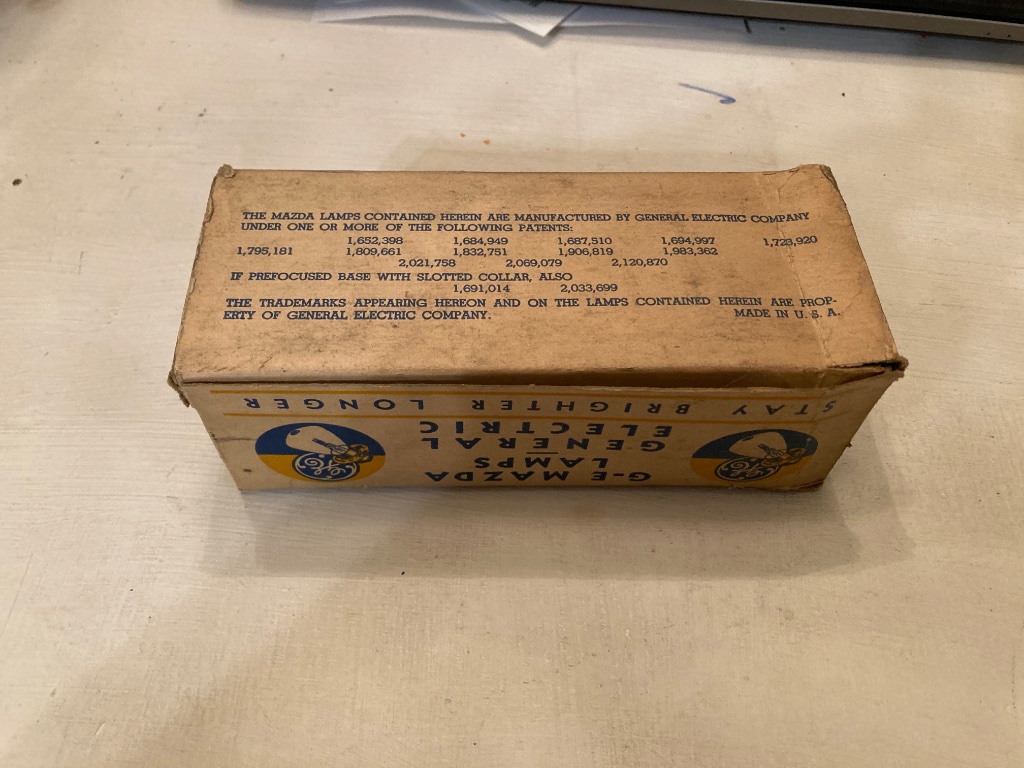 THE MAZDA LAMPS CONTAINED HEREIN ARE MANUFACTURED BY GENERAL ELECTRIC COMPANY
UNDER ONE OR MORE OF THE FOLLOWING PATENTS:
1,652,398 1,684,949 1,687,510 1,694,997 1,723,920
1,795,181 1,809,661 1,832,751 1,906,819 1,983,362
2,021,758 2,069,079 2,120,870
IF PREFOCUSED BASE WITH SLOTTED COLLAR, ALSO
1,691,014 2,033,699
THE TRADEMARKS APPEARING HEREON AND ON THE LAMPS CONTAINED HEREIN ARE PROP-
ERTY OF GENERAL ELECTRIC COMPANY. MADE IN U. S. A.
G-E MAZDA
LAMPS
GENERAL
ELECTRIC
STAY BRIGHTER LONGER
GE
GE